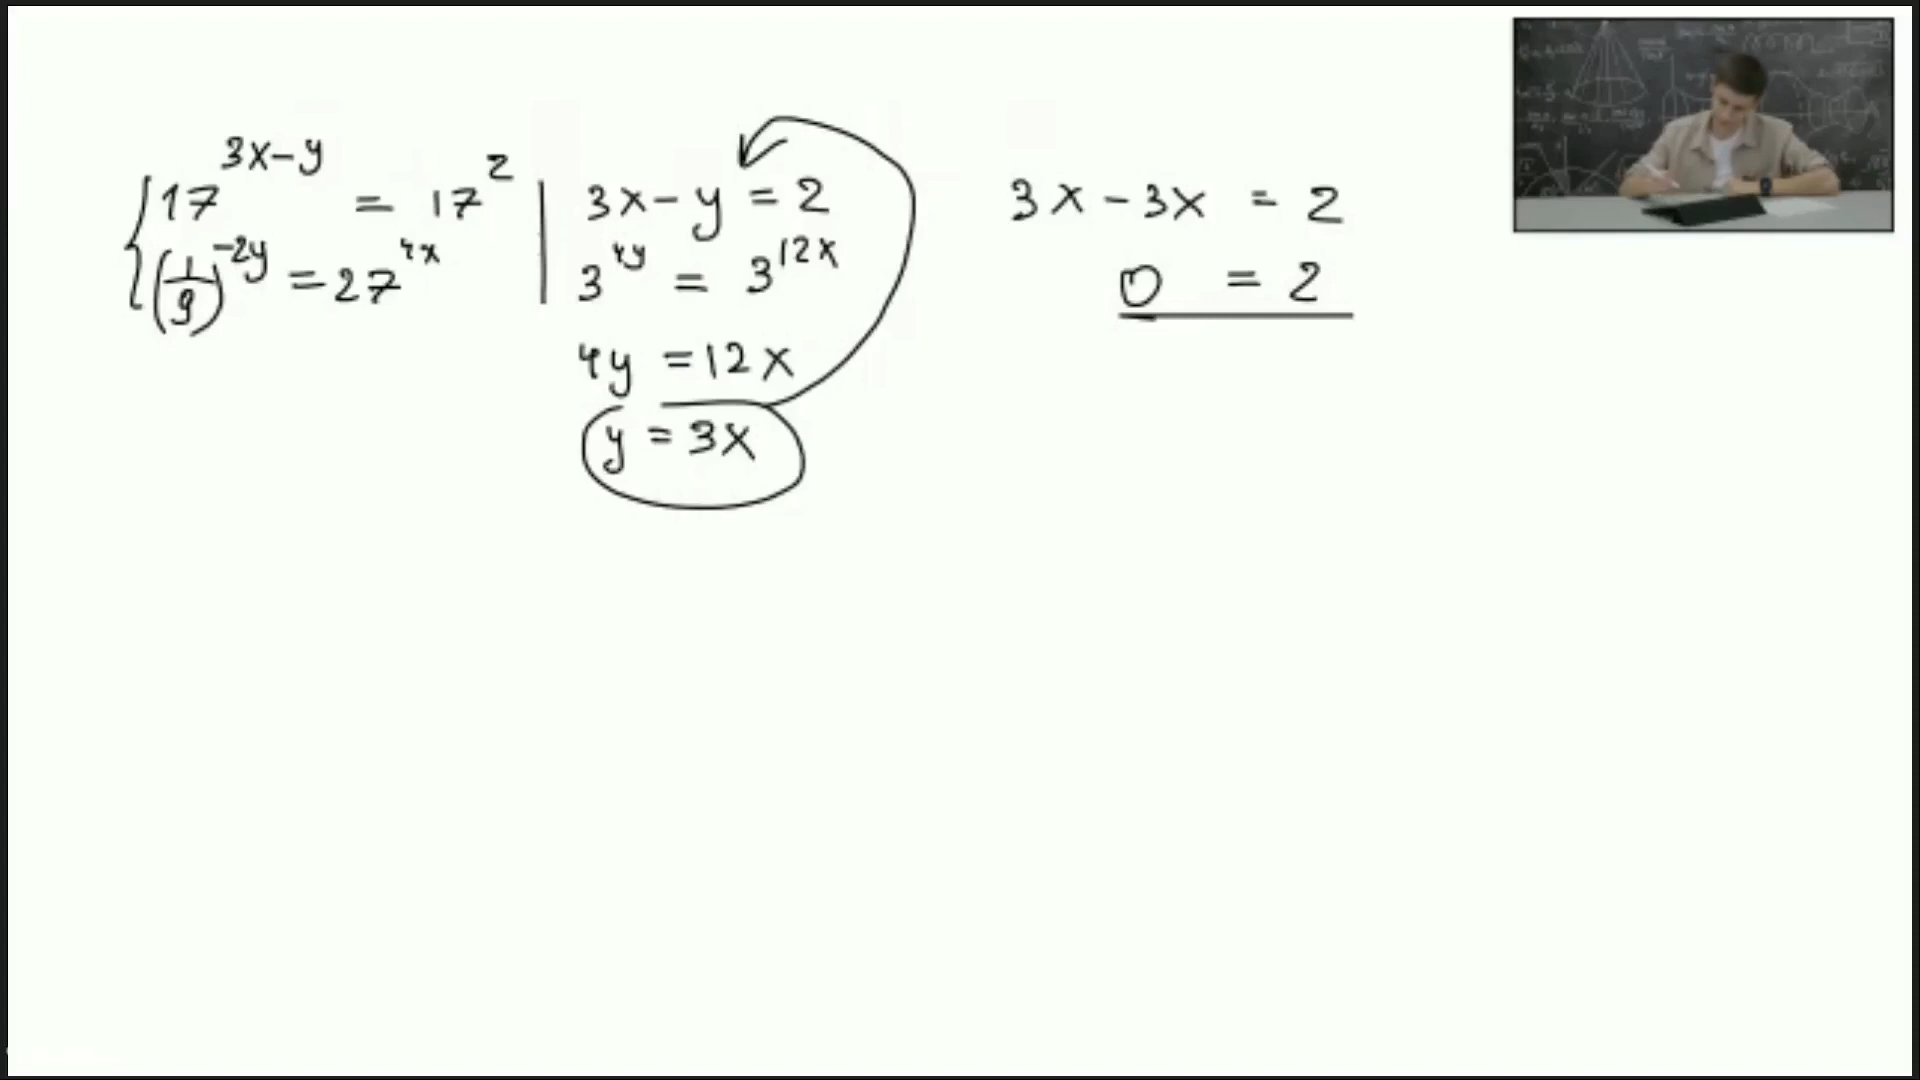 17^{3x-y} = 17^2
(1/9)^{-2y} = 27^{4x}
3x - y = 2
3^{4y} = 3^{12x}
4y = 12x
y = 3x
3x - 3x = 2
0 = 2